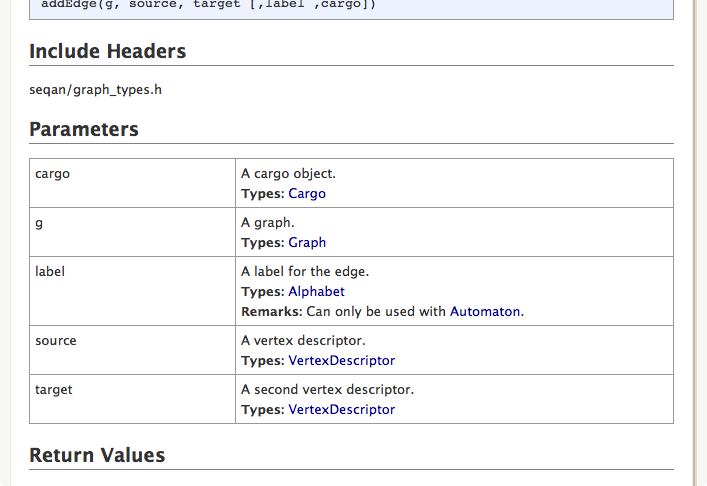 addEdge(g, source, target [,label ,cargo])
Include Headers
seqan/graph_types.h
Parameters
cargo
A cargo object.
Types: Cargo
g
A graph.
Types: Graph
label
A label for the edge.
Types: Alphabet
Remarks: Can only be used with Automaton.
source
A vertex descriptor.
Types: VertexDescriptor
target
A second vertex descriptor.
Types: VertexDescriptor
Return Values